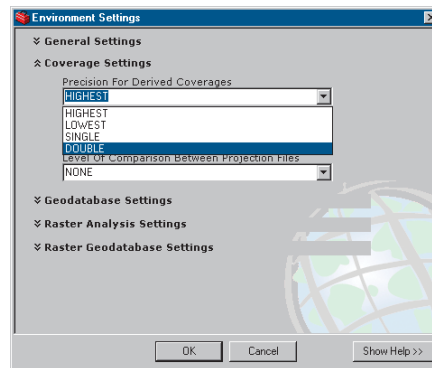 Environment Settings
General Settings
Coverage Settings
Precision For Derived Coverages
HIGHEST
HIGHEST
LOWEST
SINGLE
DOUBLE
Level Of Comparison Between Projection Files
NONE
Geodatabase Settings
Raster Analysis Settings
Raster Geodatabase Settings
OK
Cancel
Show Help >>